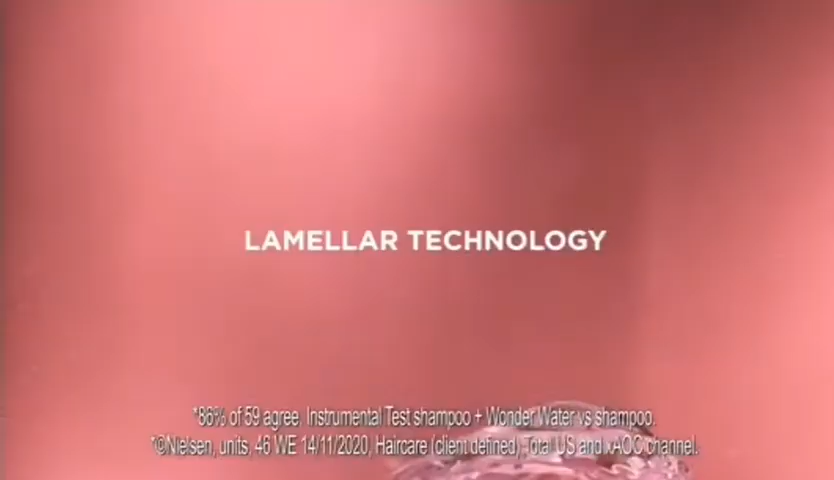 LAMELLAR TECHNOLOGY
*86% of 59 agree. Instrumental Test shampoo + Wonder Water vs shampoo.
*©Nielsen, units, 46 WE 14/11/2020, Haircare (client defined), Total US and xAOC channel.